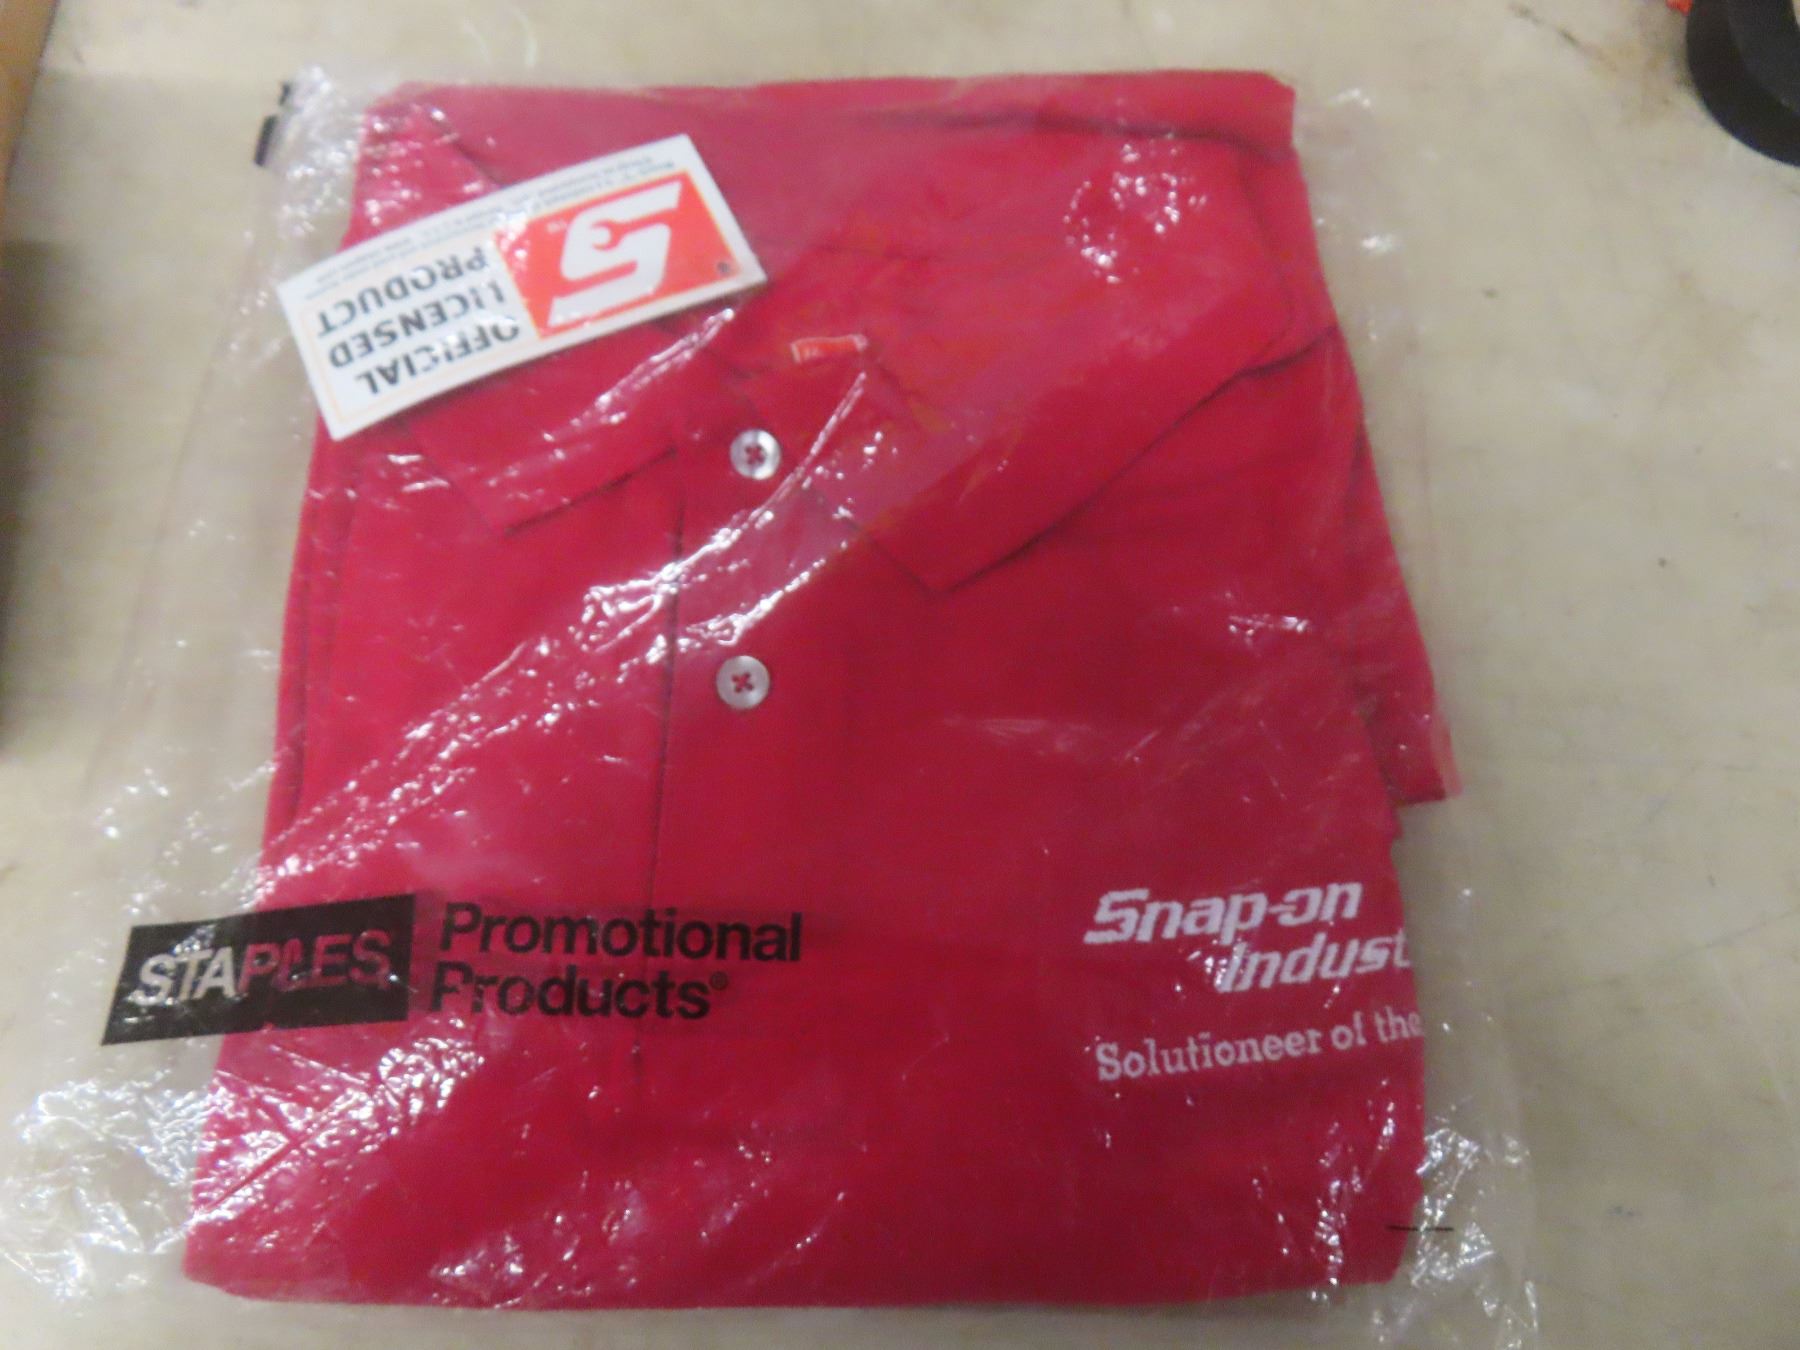 OFFICIAL
LICENSED
PRODUCT
STAPLES
Promotional
Products®
Snap-on
Indust
Solutioneer of the